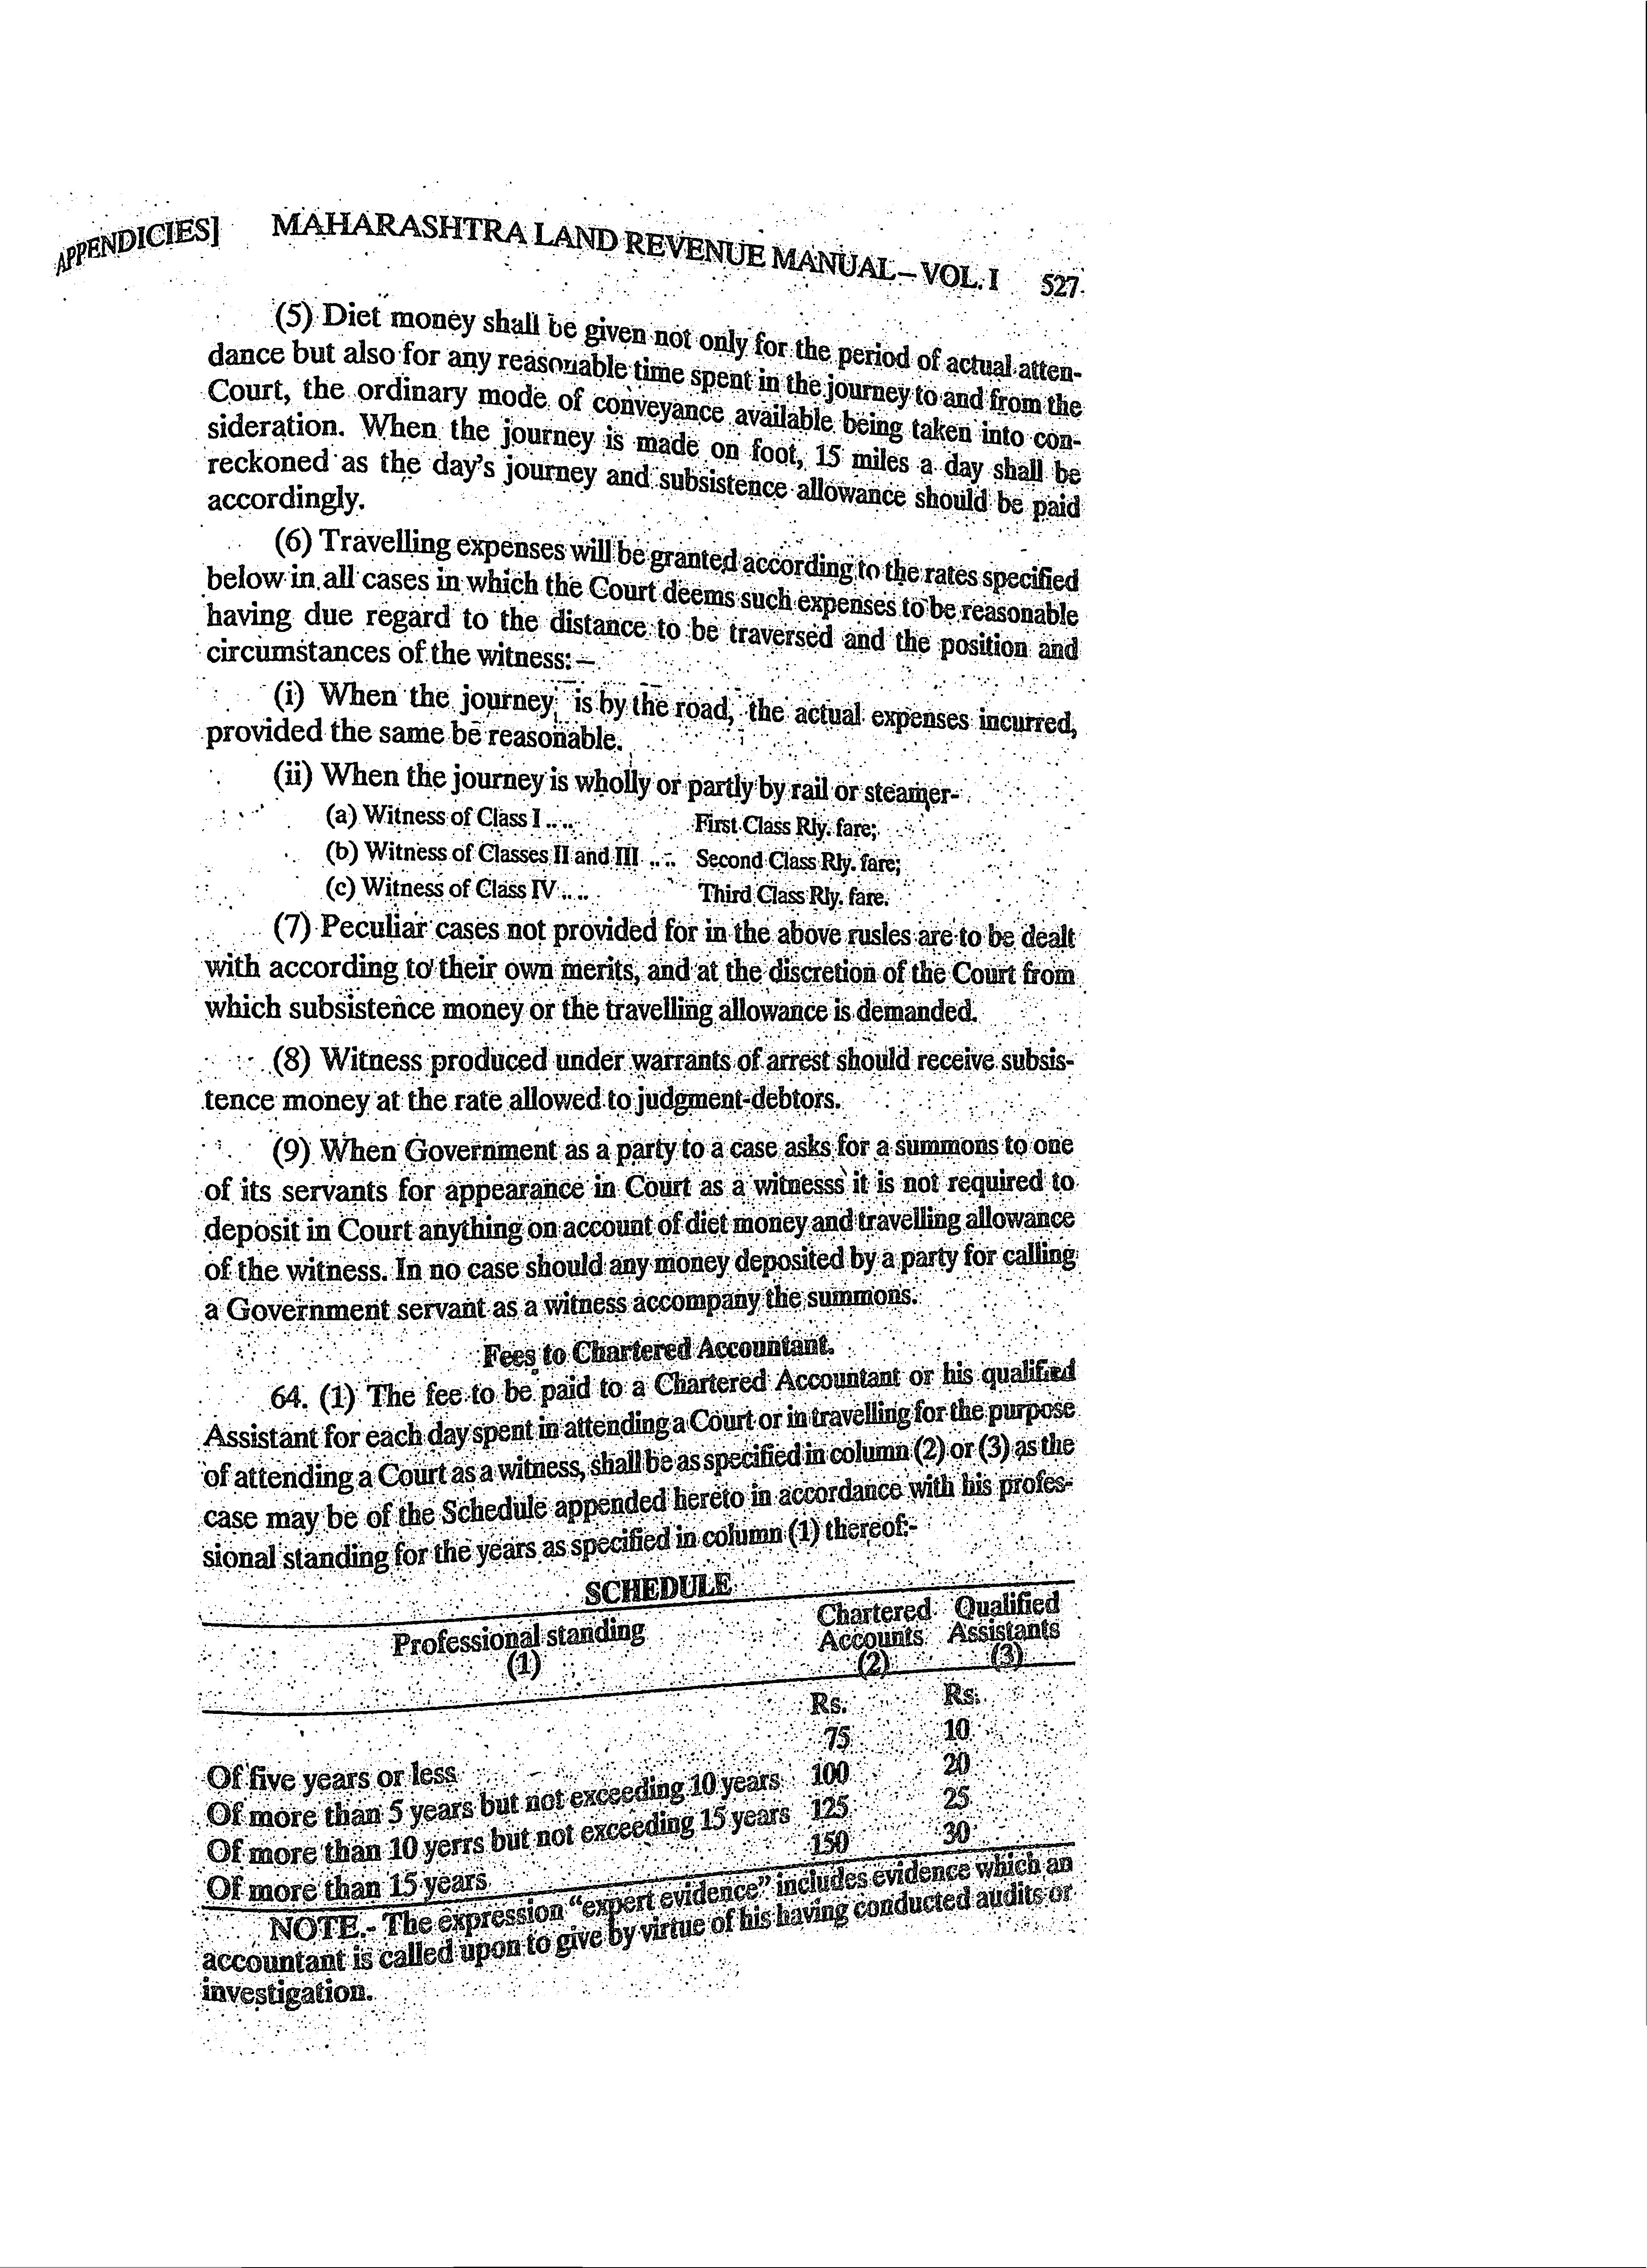 APPENDICIES] MAHARASHTRA LAND REVENUE MANUAL – VOL. I 527
(5) Diet money shall be given not only for the period of actual atten-
dance but also for any reasonable time spent in the journey to and from the
Court, the ordinary mode of conveyance available being taken into con-
sideration. When the journey is made on foot, 15 miles a day shall be
reckoned as the day's journey and subsistence allowance should be paid
accordingly.
(6) Travelling expenses will be granted according to the rates specified
below in all cases in which the Court deems such expenses to be reasonable
having due regard to the distance to be traversed and the position and
circumstances of the witness: –
(i) When the journey is by the road, the actual expenses incurred,
provided the same be reasonable.
(ii) When the journey is wholly or partly by rail or steamer-
(a) Witness of Class I .. .. First Class Rly. fare;
(b) Witness of Classes II and III .. .. Second Class Rly. fare;
(c) Witness of Class IV .. .. Third Class Rly. fare.
(7) Peculiar cases not provided for in the above rusles are to be dealt
with according to their own merits, and at the discretion of the Court from
which subsistence money or the travelling allowance is demanded.
(8) Witness produced under warrants of arrest should receive subsis-
tence money at the rate allowed to judgment-debtors.
(9) When Government as a party to a case asks for a summons to one
of its servants for appearance in Court as a witnesss it is not required to
deposit in Court anything on account of diet money and travelling allowance
of the witness. In no case should any money deposited by a party for calling
a Government servant as a witness accompany the summons.
Fees to Chartered Accountant.
64. (1) The fee to be paid to a Chartered Accountant or his qualified
Assistant for each day spent in attending a Court or in travelling for the purpose
of attending a Court as a witness, shall be as specified in column (2) or (3) as the
case may be of the Schedule appended hereto in accordance with his profes-
sional standing for the years as specified in column (1) thereof:-
SCHEDULE
Professional standing Chartered Qualified
Accounts Assistants
(1) (2) (3)
Rs. Rs.
Of five years or less 75 10
Of more than 5 years but not exceeding 10 years 100 20
Of more than 10 yerrs but not exceeding 15 years 125 25
Of more than 15 years 150 30
NOTE.- The expression "expert evidence" includes evidence which an
accountant is called upon to give by virtue of his having conducted audits or
investigation.